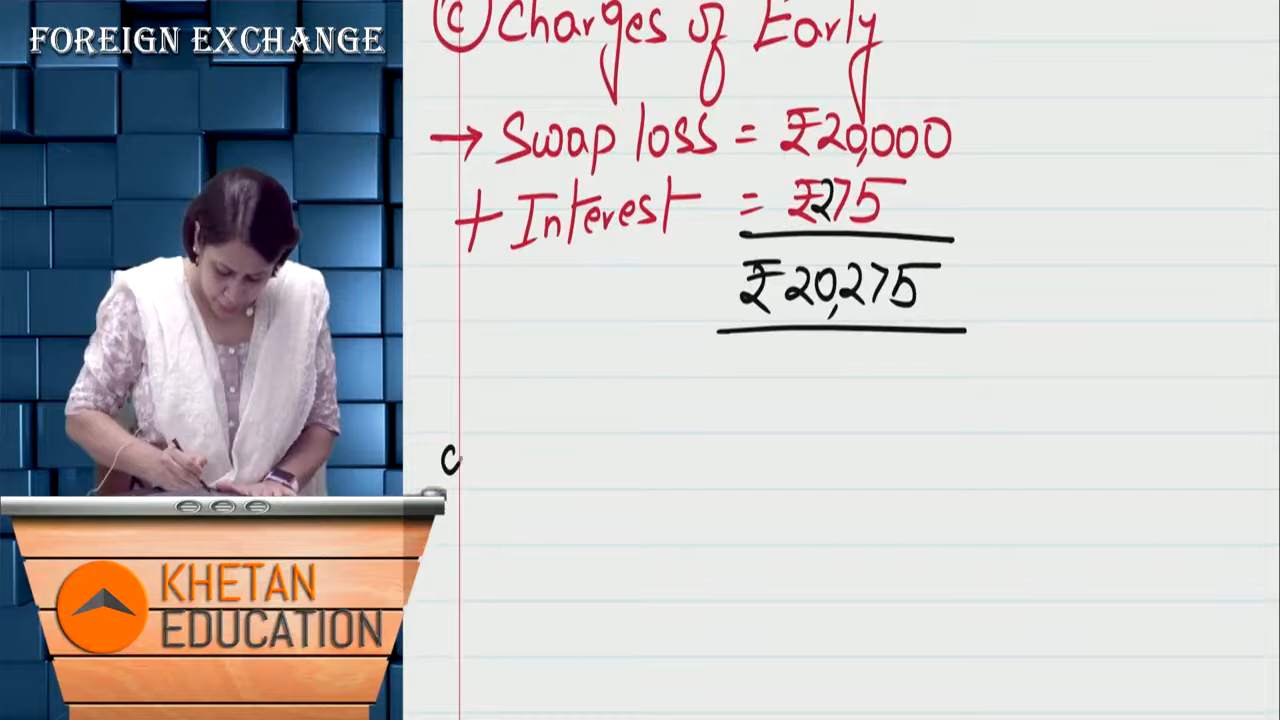 FOREIGN EXCHANGE
(c) Charges of Early
→ Swap loss = ₹20,000
+ Interest = ₹275
₹20,275
C
KHETAN
EDUCATION